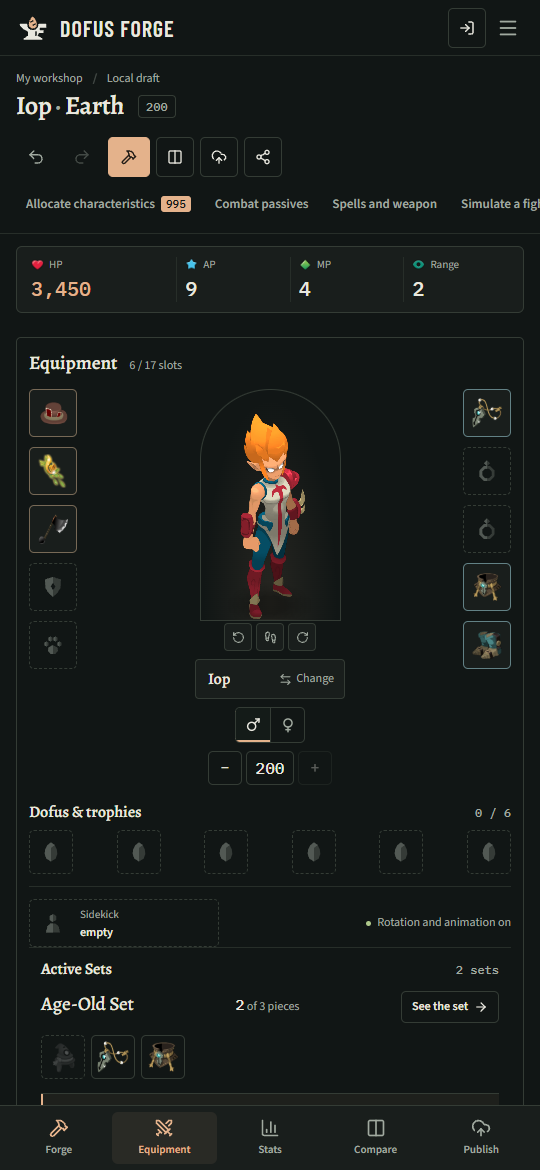 DOFUS FORGE
My workshop / Local draft
Iop · Earth 200
Allocate characteristics 995 Combat passives Spells and weapon Simulate a figh
HP AP MP Range
3,450 9 4 2
Equipment 6 / 17 slots
Iop Change
200
Dofus & trophies 0 / 6
Sidekick
empty
Rotation and animation on
Active Sets 2 sets
Age-Old Set 2 of 3 pieces See the set
Forge Equipment Stats Compare Publish